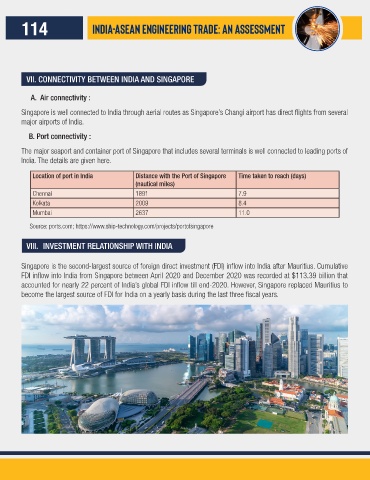 114
INDIA-ASEAN ENGINEERING TRADE: AN ASSESSMENT
VII. CONNECTIVITY BETWEEN INDIA AND SINGAPORE
A. Air connectivity :
Singapore is well connected to India through aerial routes as Singapore's Changi airport has direct flights from several
major airports of India.
B. Port connectivity :
The major seaport and container port of Singapore that includes several terminals is well connected to leading ports of
India. The details are given here.
Location of port in India Distance with the Port of Singapore Time taken to reach (days)
(nautical miles)
Chennai 1891 7.9
Kolkata 2009 8.4
Mumbai 2637 11.0
Source: ports.com; https://www.ship-technology.com/projects/portofsingapore
VIII. INVESTMENT RELATIONSHIP WITH INDIA
Singapore is the second-largest source of foreign direct investment (FDI) inflow into India after Mauritius. Cumulative
FDI inflow into India from Singapore between April 2020 and December 2020 was recorded at $113.39 billion that
accounted for nearly 22 percent of India's global FDI inflow till end-2020. However, Singapore replaced Mauritius to
become the largest source of FDI for India on a yearly basis during the last three fiscal years.